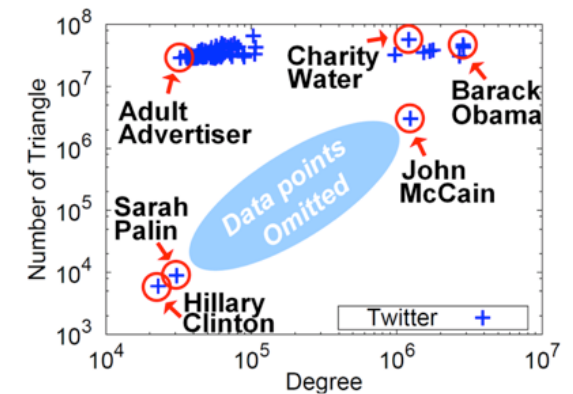 10^8
10^7
10^6
10^5
10^4
10^3
Number of Triangle
Adult
Advertiser
Charity
Water
Barack
Obama
John
McCain
Data points
Omitted
Sarah
Palin
Hillary
Clinton
Twitter
10^4
10^5
10^6
10^7
Degree